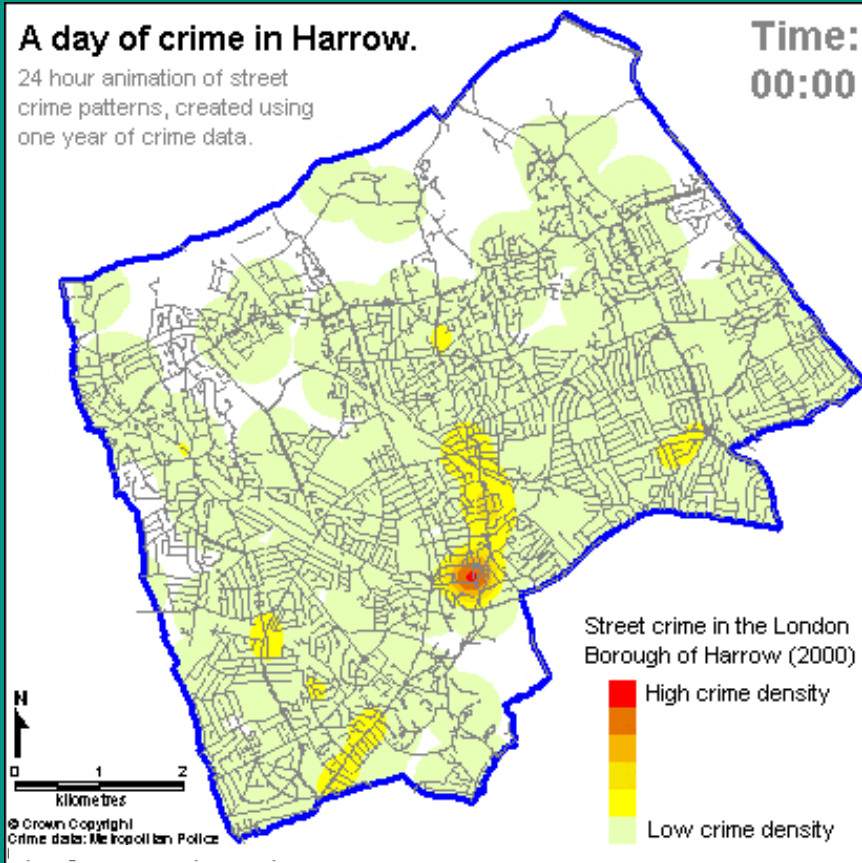 A day of crime in Harrow.
24 hour animation of street
crime patterns, created using
one year of crime data.
Time:
00:00
Street crime in the London
Borough of Harrow (2000)
High crime density
Low crime density
N
0 1 2
kilometres
© Crown Copyright
Crime data: Metropolitan Police